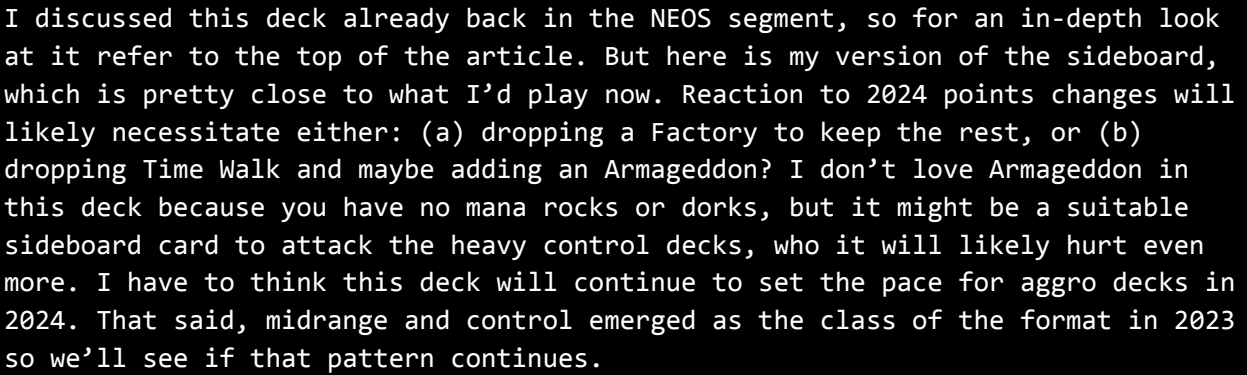 I discussed this deck already back in the NEOS segment, so for an in-depth look
at it refer to the top of the article. But here is my version of the sideboard,
which is pretty close to what I’d play now. Reaction to 2024 points changes will
likely necessitate either: (a) dropping a Factory to keep the rest, or (b)
dropping Time Walk and maybe adding an Armageddon? I don’t love Armageddon in
this deck because you have no mana rocks or dorks, but it might be a suitable
sideboard card to attack the heavy control decks, who it will likely hurt even
more. I have to think this deck will continue to set the pace for aggro decks in
2024. That said, midrange and control emerged as the class of the format in 2023
so we’ll see if that pattern continues.